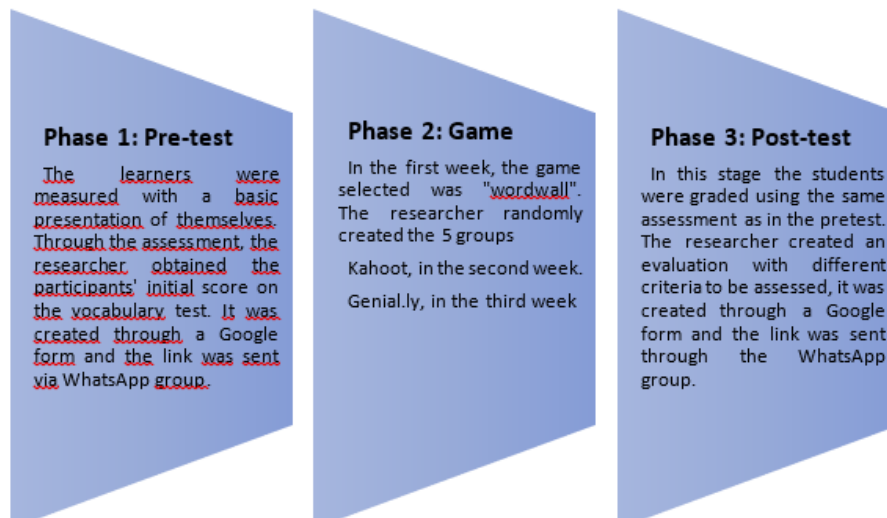 Phase 1: Pre-test
The learners were
measured with a basic
presentation of themselves.
Through the assessment, the
researcher obtained the
participants' initial score on
the vocabulary test. It was
created through a Google
form and the link was sent
via WhatsApp group.
Phase 2: Game
In the first week, the game
selected was "wordwall".
The researcher randomly
created the 5 groups
Kahoot, in the second week.
Genial.ly, in the third week
Phase 3: Post-test
In this stage the students
were graded using the same
assessment as in the pretest.
The researcher created an
evaluation with different
criteria to be assessed, it was
created through a Google
form and the link was sent
through the WhatsApp
group.